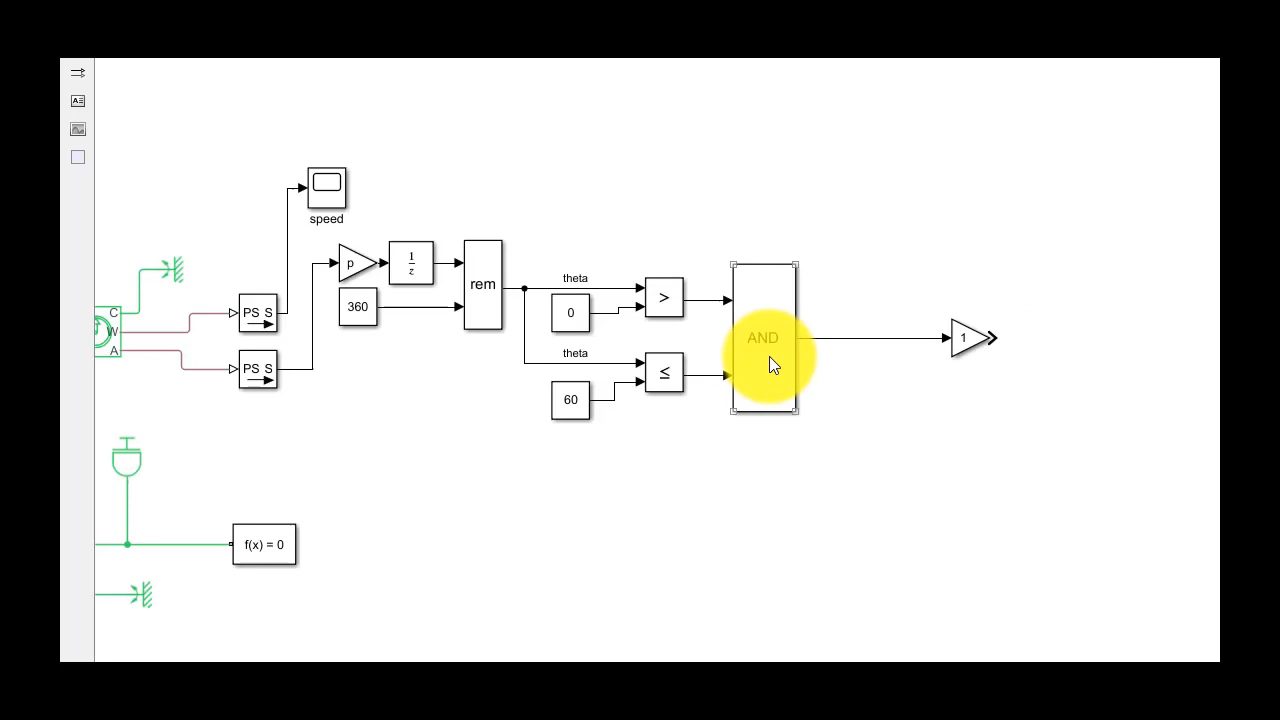 A≡
speed
p
1
z
rem
theta
>
360
0
AND
1
C
W
A
PS S
PS S
theta
≤
60
f(x) = 0